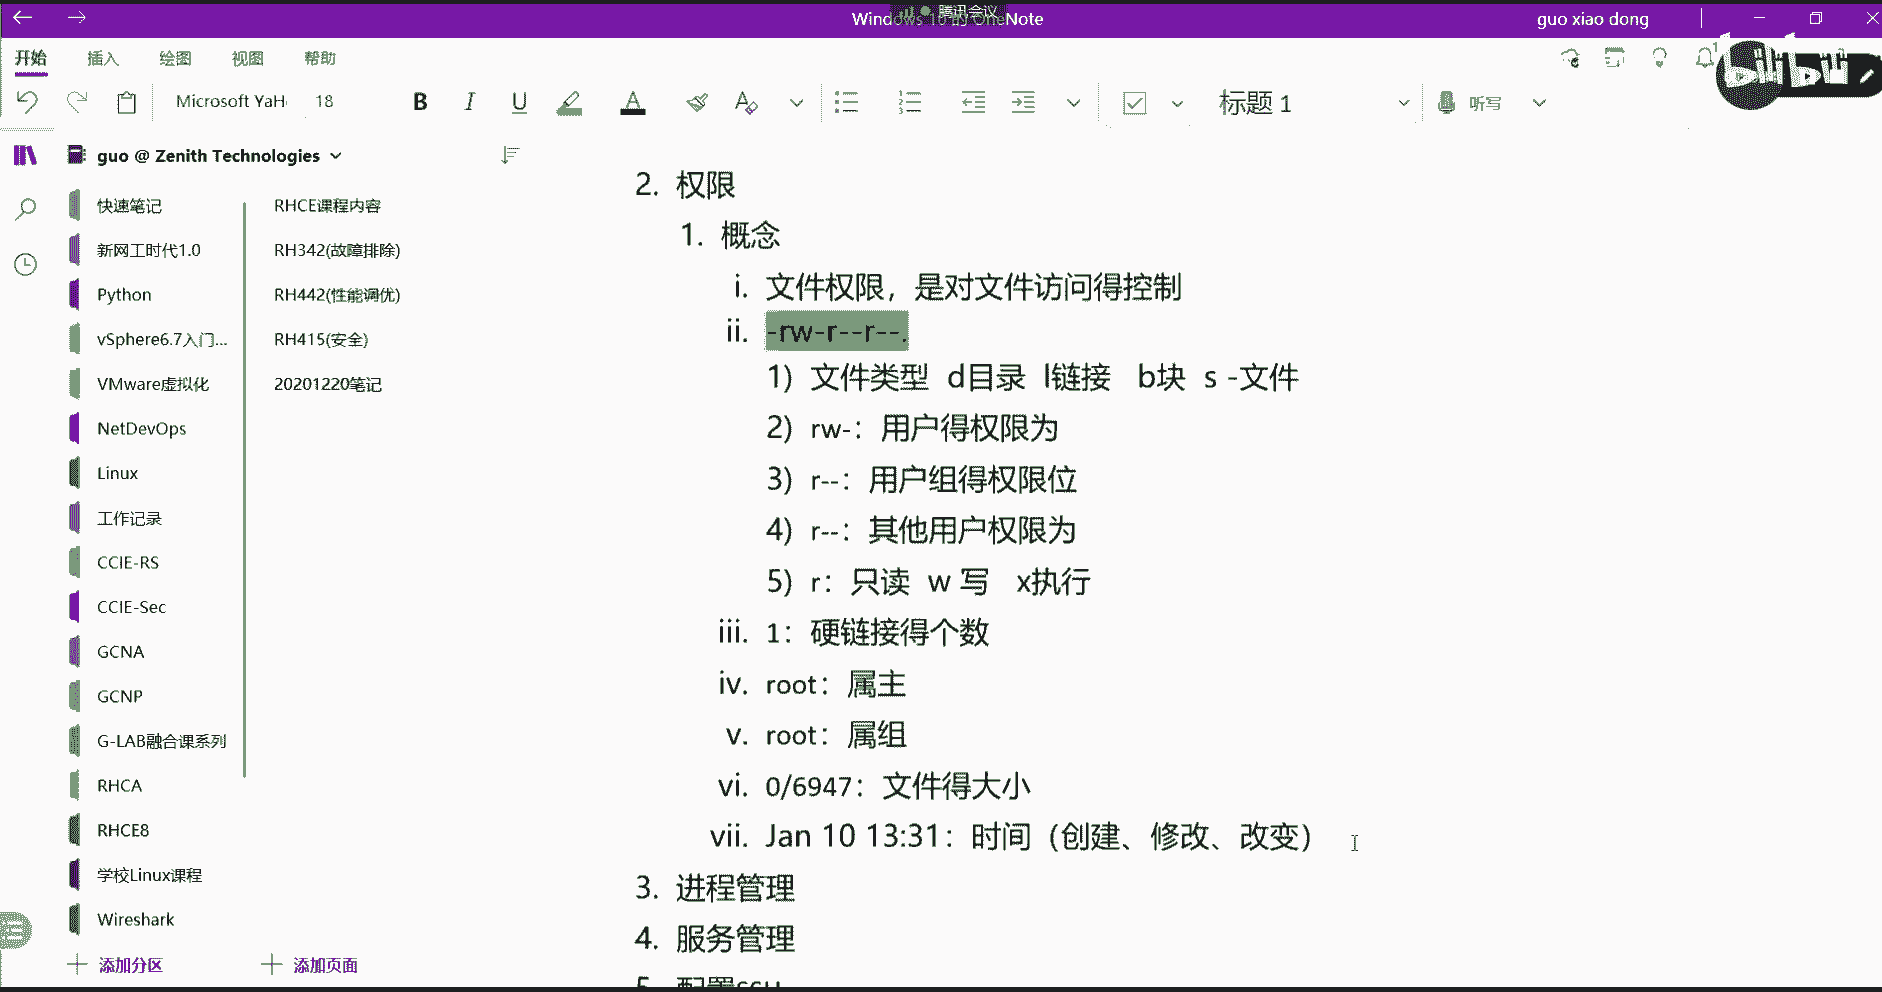 腾讯会议
Windows 10 的 OneNote
guo xiao dong
开始 插入 绘图 视图 帮助
bilibili
Microsoft YaH 18 B I U A A 标题 1 听写
guo @ Zenith Technologies
快速笔记
新网工时代1.0
Python
vSphere6.7入门...
VMware虚拟化
NetDevOps
Linux
工作记录
CCIE-RS
CCIE-Sec
GCNA
GCNP
G-LAB融合课系列
RHCA
RHCE8
学校Linux课程
Wireshark
添加分区
RHCE课程内容
RH342(故障排除)
RH442(性能调优)
RH415(安全)
20201220笔记
添加页面
2. 权限
1. 概念
i. 文件权限，是对文件访问得控制
ii. -rw-r--r--.
1) 文件类型 d目录 l链接 b块 s -文件
2) rw-：用户得权限为
3) r--：用户组得权限位
4) r--：其他用户权限为
5) r：只读 w 写 x执行
iii. 1：硬链接得个数
iv. root：属主
v. root：属组
vi. 0/6947：文件得大小
vii. Jan 10 13:31：时间（创建、修改、改变）
3. 进程管理
4. 服务管理
5. 配置SSH